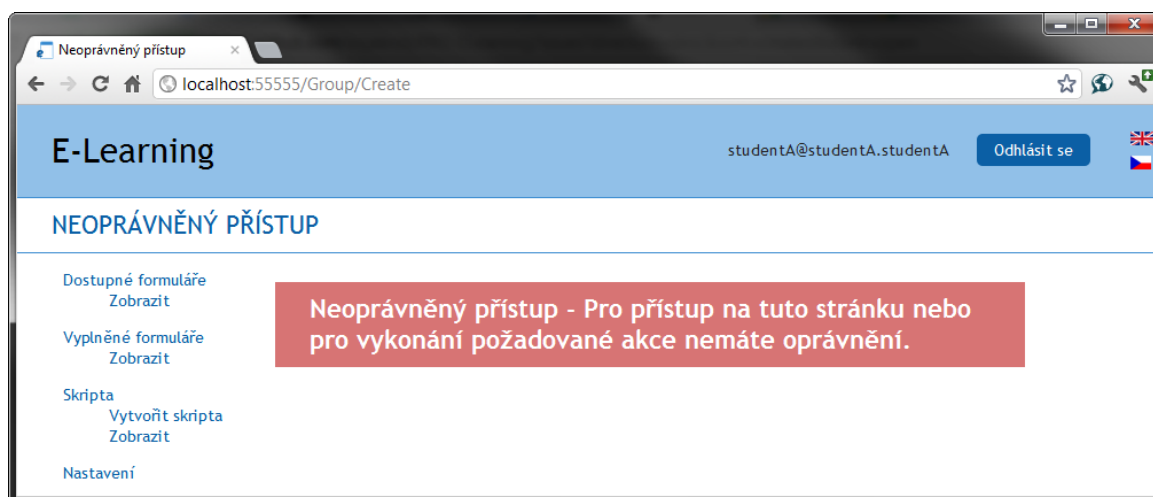 Neoprávněný přístup
localhost:55555/Group/Create
E-Learning
studentA@studentA.studentA
Odhlásit se
NEOPRÁVNĚNÝ PŘÍSTUP
Dostupné formuláře
Zobrazit
Vyplněné formuláře
Zobrazit
Skripta
Vytvořit skripta
Zobrazit
Nastavení
Neoprávněný přístup - Pro přístup na tuto stránku nebo
pro vykonání požadované akce nemáte oprávnění.